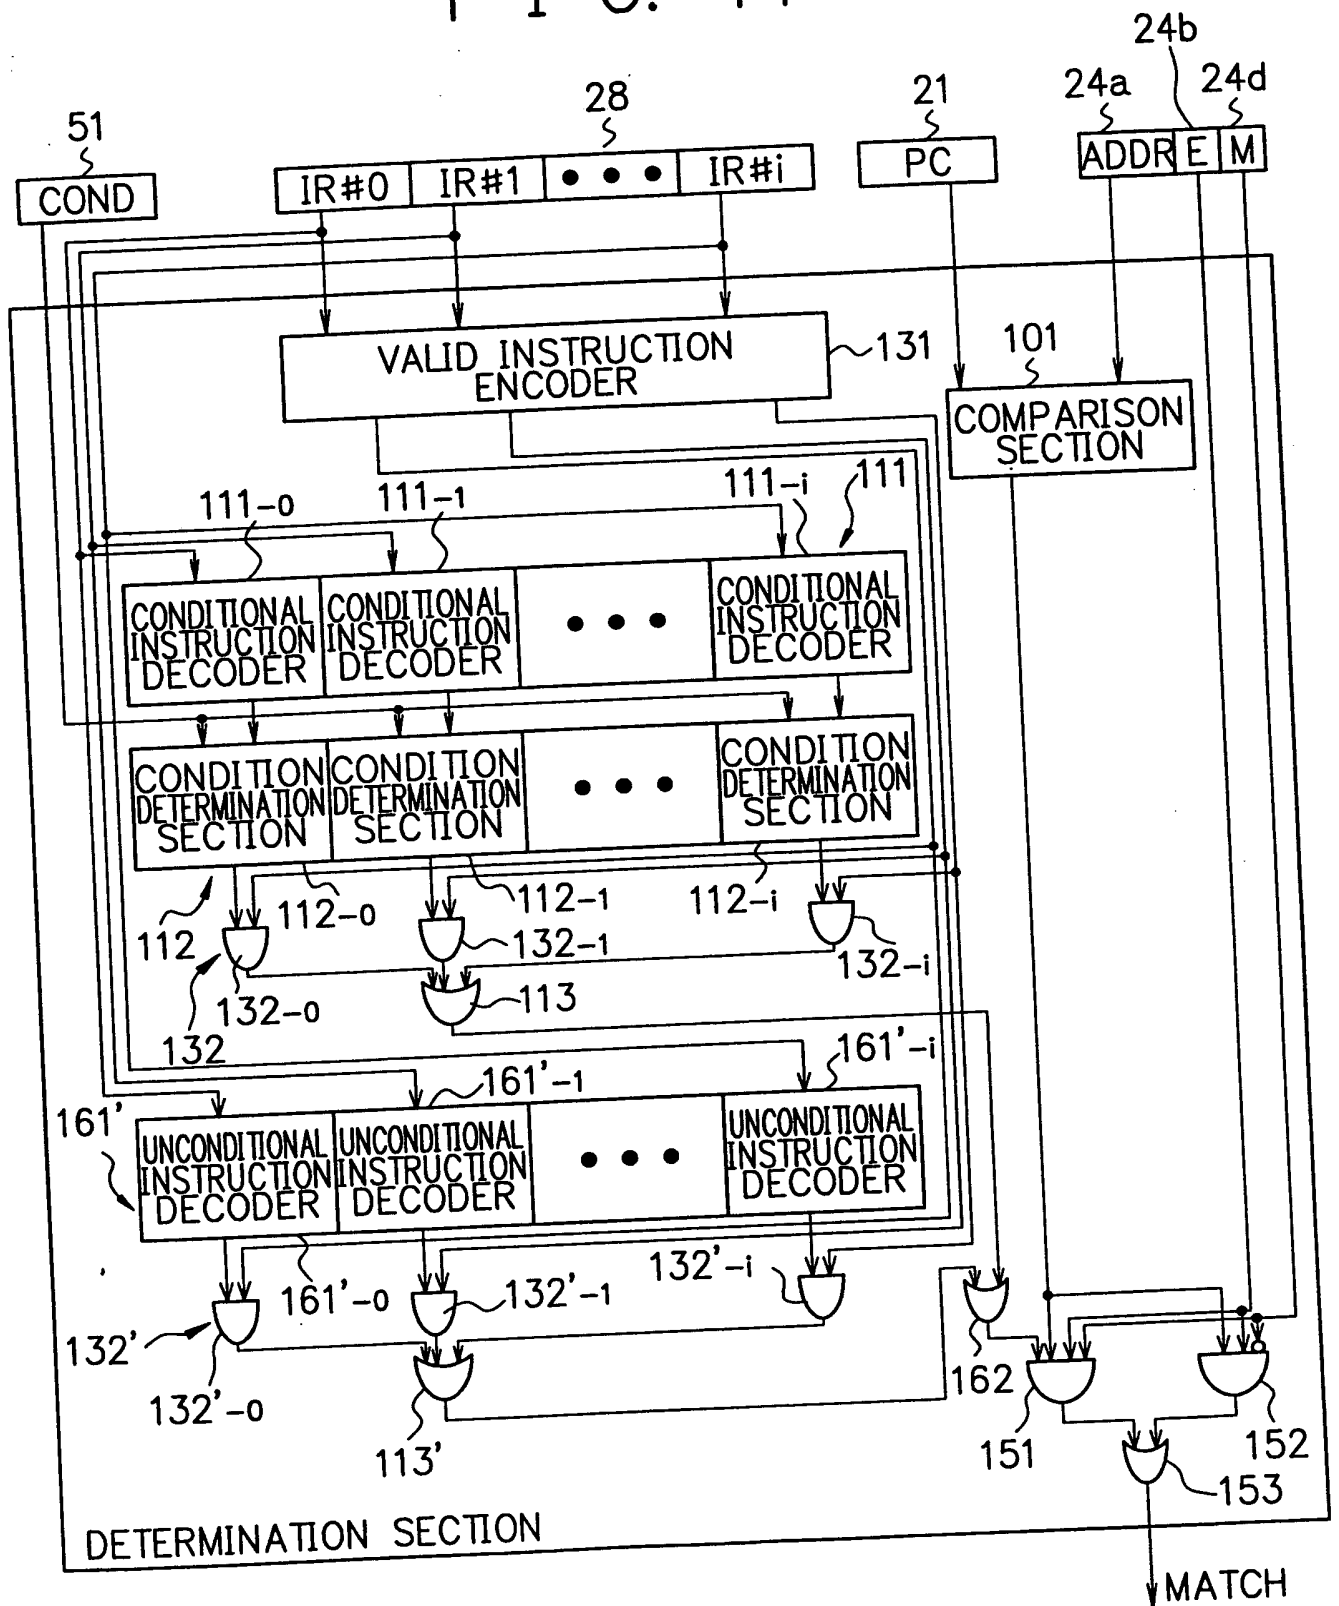 24b
28
21
24a
24d
51
COND
IR#0 IR#1 • • • IR#i
PC
ADDR E M
VALID INSTRUCTION
ENCODER
131
101
COMPARISON
SECTION
111-0
111-1
111-i
111
CONDITIONAL
INSTRUCTION
DECODER
CONDITIONAL
INSTRUCTION
DECODER
• • •
CONDITIONAL
INSTRUCTION
DECODER
CONDITION
DETERMINATION
SECTION
CONDITION
DETERMINATION
SECTION
• • •
CONDITION
DETERMINATION
SECTION
112
112-0
112-1
112-i
132
132-0
132-1
132-i
113
161'
161'-1
161'-i
UNCONDITIONAL
INSTRUCTION
DECODER
UNCONDITIONAL
INSTRUCTION
DECODER
• • •
UNCONDITIONAL
INSTRUCTION
DECODER
161'-0
132'
132'-0
132'-1
132'-i
113'
162
151
152
153
DETERMINATION SECTION
MATCH